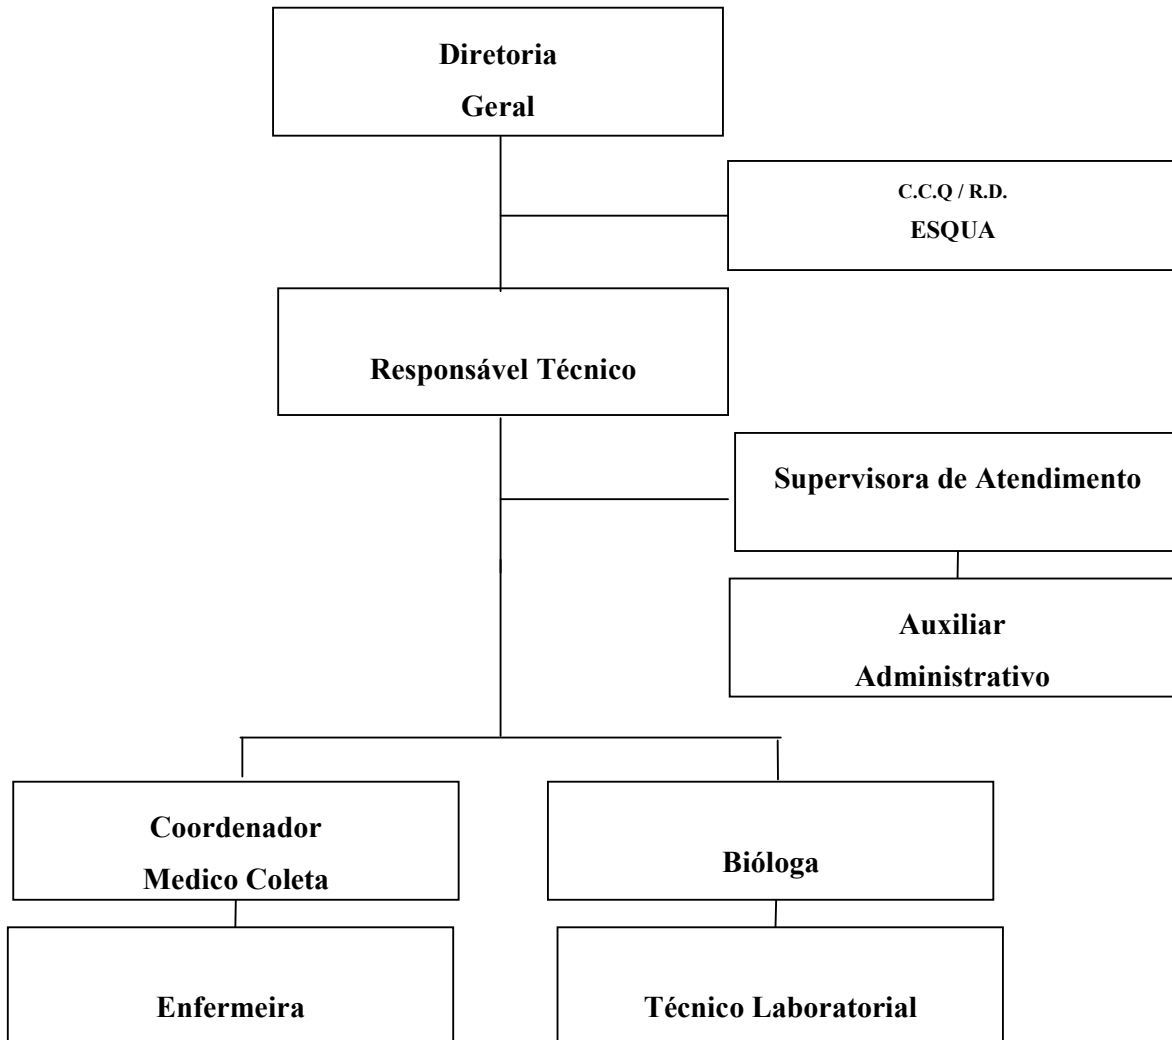 Diretoria
Geral
C.C.Q / R.D.
ESQUA
Responsável Técnico
Supervisora de Atendimento
Auxiliar
Administrativo
Coordenador
Medico Coleta
Bióloga
Enfermeira
Técnico Laboratorial